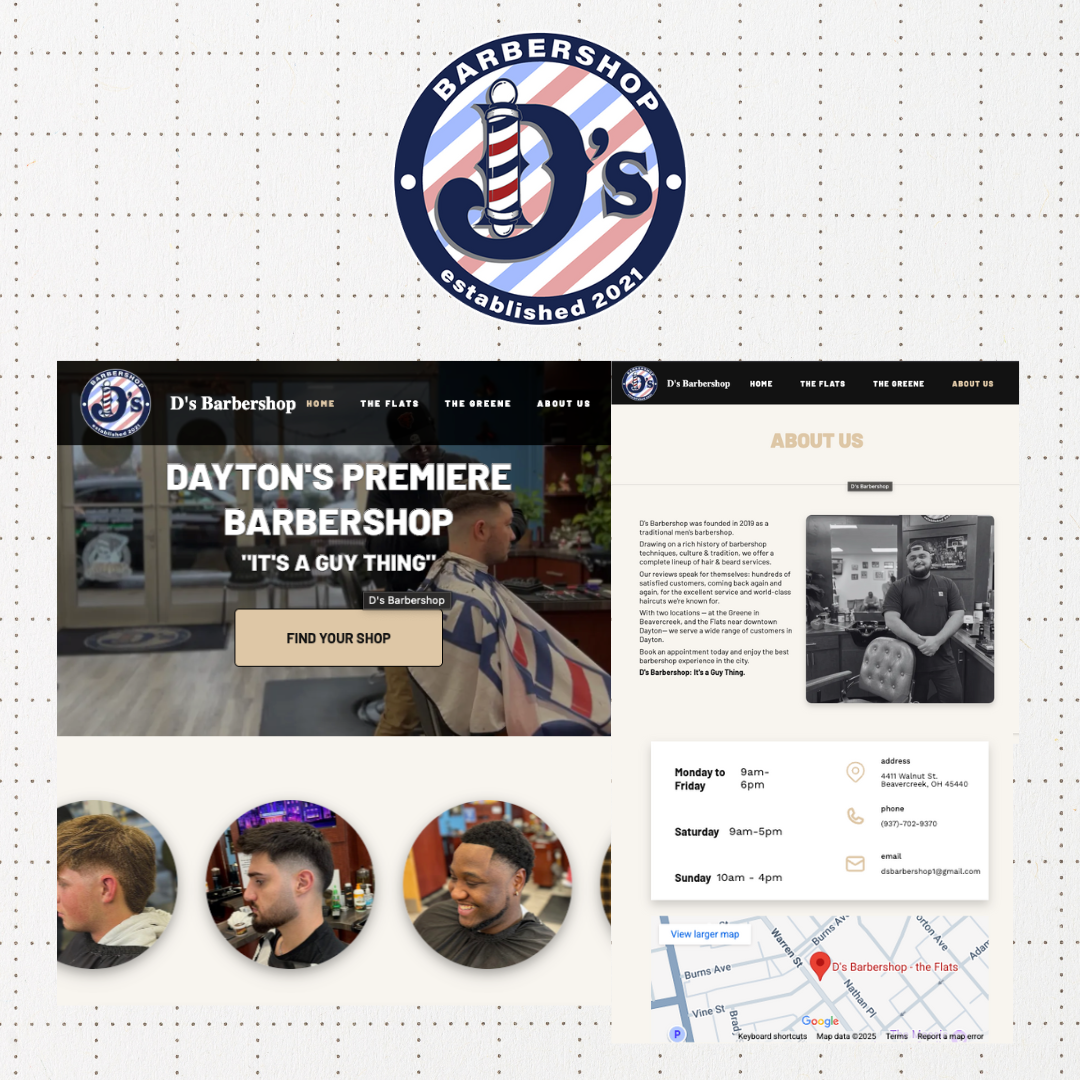 BARBERSHOP
D's
established 2021
BARBERSHOP
D's
established 2021
D's Barbershop
HOME
THE FLATS
THE GREENE
ABOUT US
DAYTON'S PREMIERE
BARBERSHOP
"IT'S A GUY THING"
D's Barbershop
FIND YOUR SHOP
BARBERSHOP
D's
D's Barbershop
HOME
THE FLATS
THE GREENE
ABOUT US
ABOUT US
D's Barbershop
D's Barbershop was founded in 2019 as a
traditional men's barbershop.
Drawing on a rich history of barbershop
techniques, culture & tradition, we offer a
complete lineup of hair & beard services.
Our reviews speak for themselves: hundreds of
satisfied customers, coming back again and
again, for the excellent service and world-class
haircuts we're known for.
With two locations — at the Greene in
Beavercreek, and the Flats near downtown
Dayton— we serve a wide range of customers in
Dayton.
Book an appointment today and enjoy the best
barbershop experience in the city.
D's Barbershop: It's a Guy Thing.
Monday to
Friday
9am-
6pm
Saturday 9am-5pm
Sunday 10am - 4pm
address
4411 Walnut St.
Beavercreek, OH 45440
phone
(937)-702-9370
email
dsbarbershop1@gmail.com
View larger map
Burns Ave
Warren St
Burns Av
orton Ave
Adam
D's Barbershop - the Flats
Nathan Pl
Vine St
Brad
P
Google
Keyboard shortcuts
Map data ©2025
Terms
Report a map error